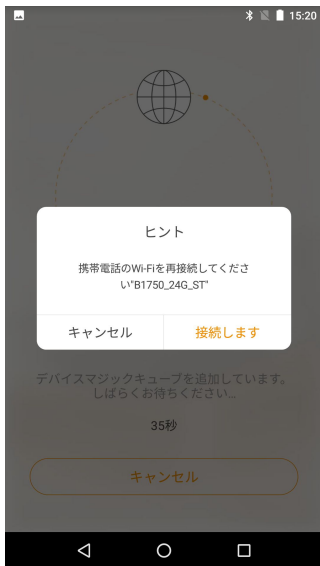 15:20
ヒント
携帯電話のWi-Fiを再接続してくださ
い"B1750_24G_ST"
キャンセル
接続します
デバイスマジックキューブを追加しています。
しばらくお待ちください...
35秒
キャンセル